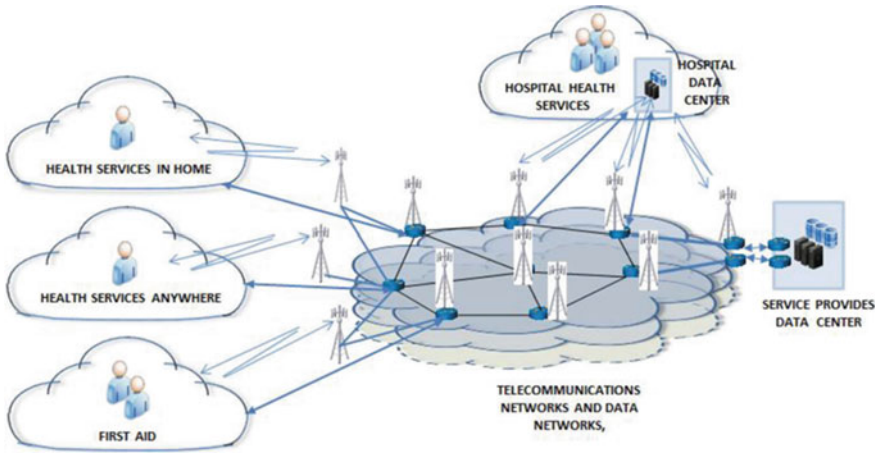 HOSPITAL HEALTH
SERVICES
HOSPITAL
DATA
CENTER
HEALTH SERVICES IN HOME
HEALTH SERVICES ANYWHERE
SERVICE PROVIDES
DATA CENTER
FIRST AID
TELECOMMUNICATIONS
NETWORKS AND DATA
NETWORKS,